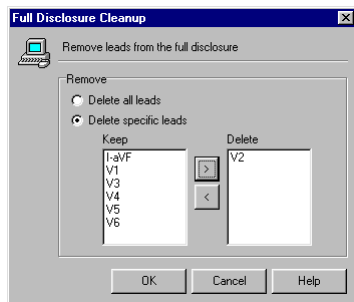 Full Disclosure Cleanup
Remove leads from the full disclosure
Remove
Delete all leads
Delete specific leads
Keep
Delete
I-aVF
V1
V3
V4
V5
V6
>
<
V2
OK
Cancel
Help